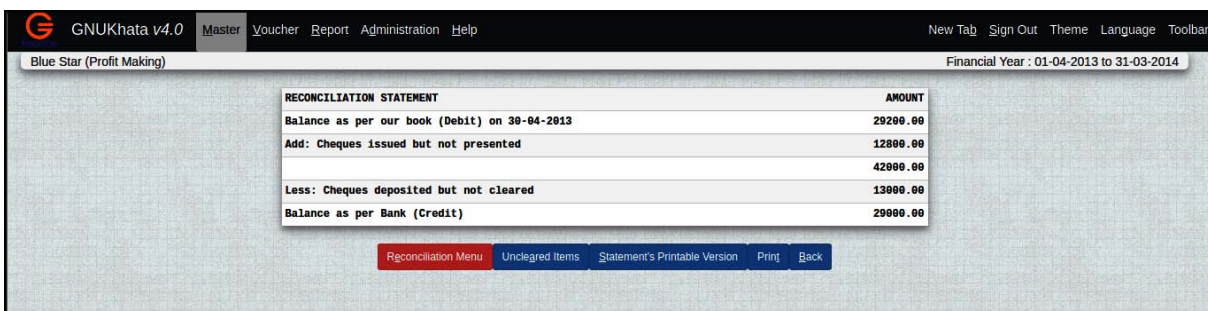 GNUKhata v4.0 Master Voucher Report Administration Help New Tab Sign Out Theme Language Toolbar
Blue Star (Profit Making) Financial Year : 01-04-2013 to 31-03-2014
RECONCILIATION STATEMENT AMOUNT
Balance as per our book (Debit) on 30-04-2013 29200.00
Add: Cheques issued but not presented 12800.00
42000.00
Less: Cheques deposited but not cleared 13000.00
Balance as per Bank (Credit) 29000.00
Reconciliation Menu Uncleared Items Statement's Printable Version Print Back